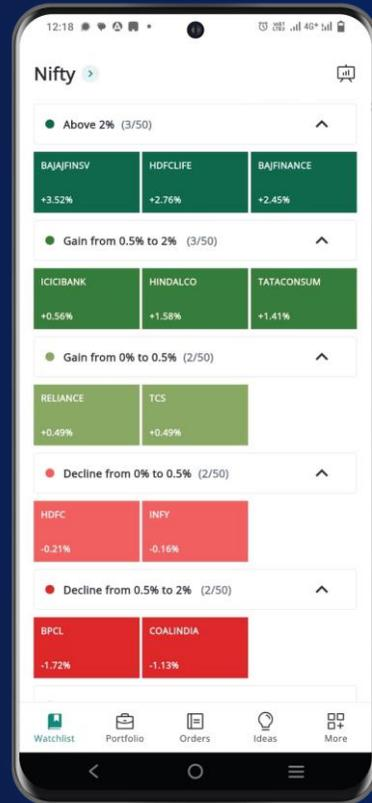 12:18
4G+
Nifty
Above 2% (3/50)
BAJAJFINSV HDFCLIFE BAJFINANCE
+3.52% +2.76% +2.45%
Gain from 0.5% to 2% (3/50)
ICICIBANK HINDALCO TATACONSUM
+0.56% +1.58% +1.41%
Gain from 0% to 0.5% (2/50)
RELIANCE TCS
+0.49% +0.49%
Decline from 0% to 0.5% (2/50)
HDFC INFY
-0.21% -0.16%
Decline from 0.5% to 2% (2/50)
BPCL COALINDIA
-1.72% -1.13%
Watchlist Portfolio Orders Ideas More